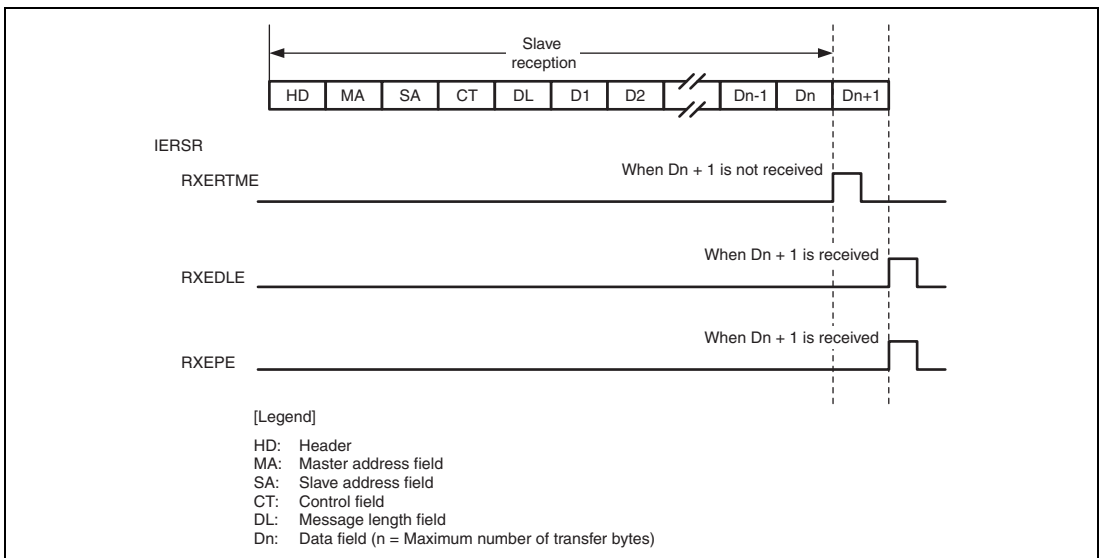 Slave
reception
HD MA SA CT DL D1 D2 Dn-1 Dn Dn+1
IERSR
When Dn + 1 is not received
RXERTME
When Dn + 1 is received
RXEDLE
When Dn + 1 is received
RXEPE
[Legend]
HD: Header
MA: Master address field
SA: Slave address field
CT: Control field
DL: Message length field
Dn: Data field (n = Maximum number of transfer bytes)